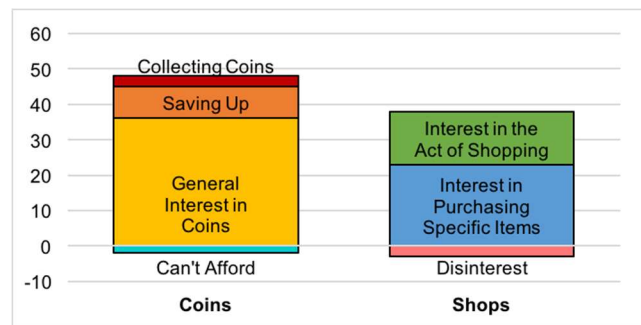 60
50
40
30
20
10
0
-10
Collecting Coins
Saving Up
General
Interest in
Coins
Can't Afford
Interest in the
Act of Shopping
Interest in
Purchasing
Specific Items
Disinterest
Coins
Shops